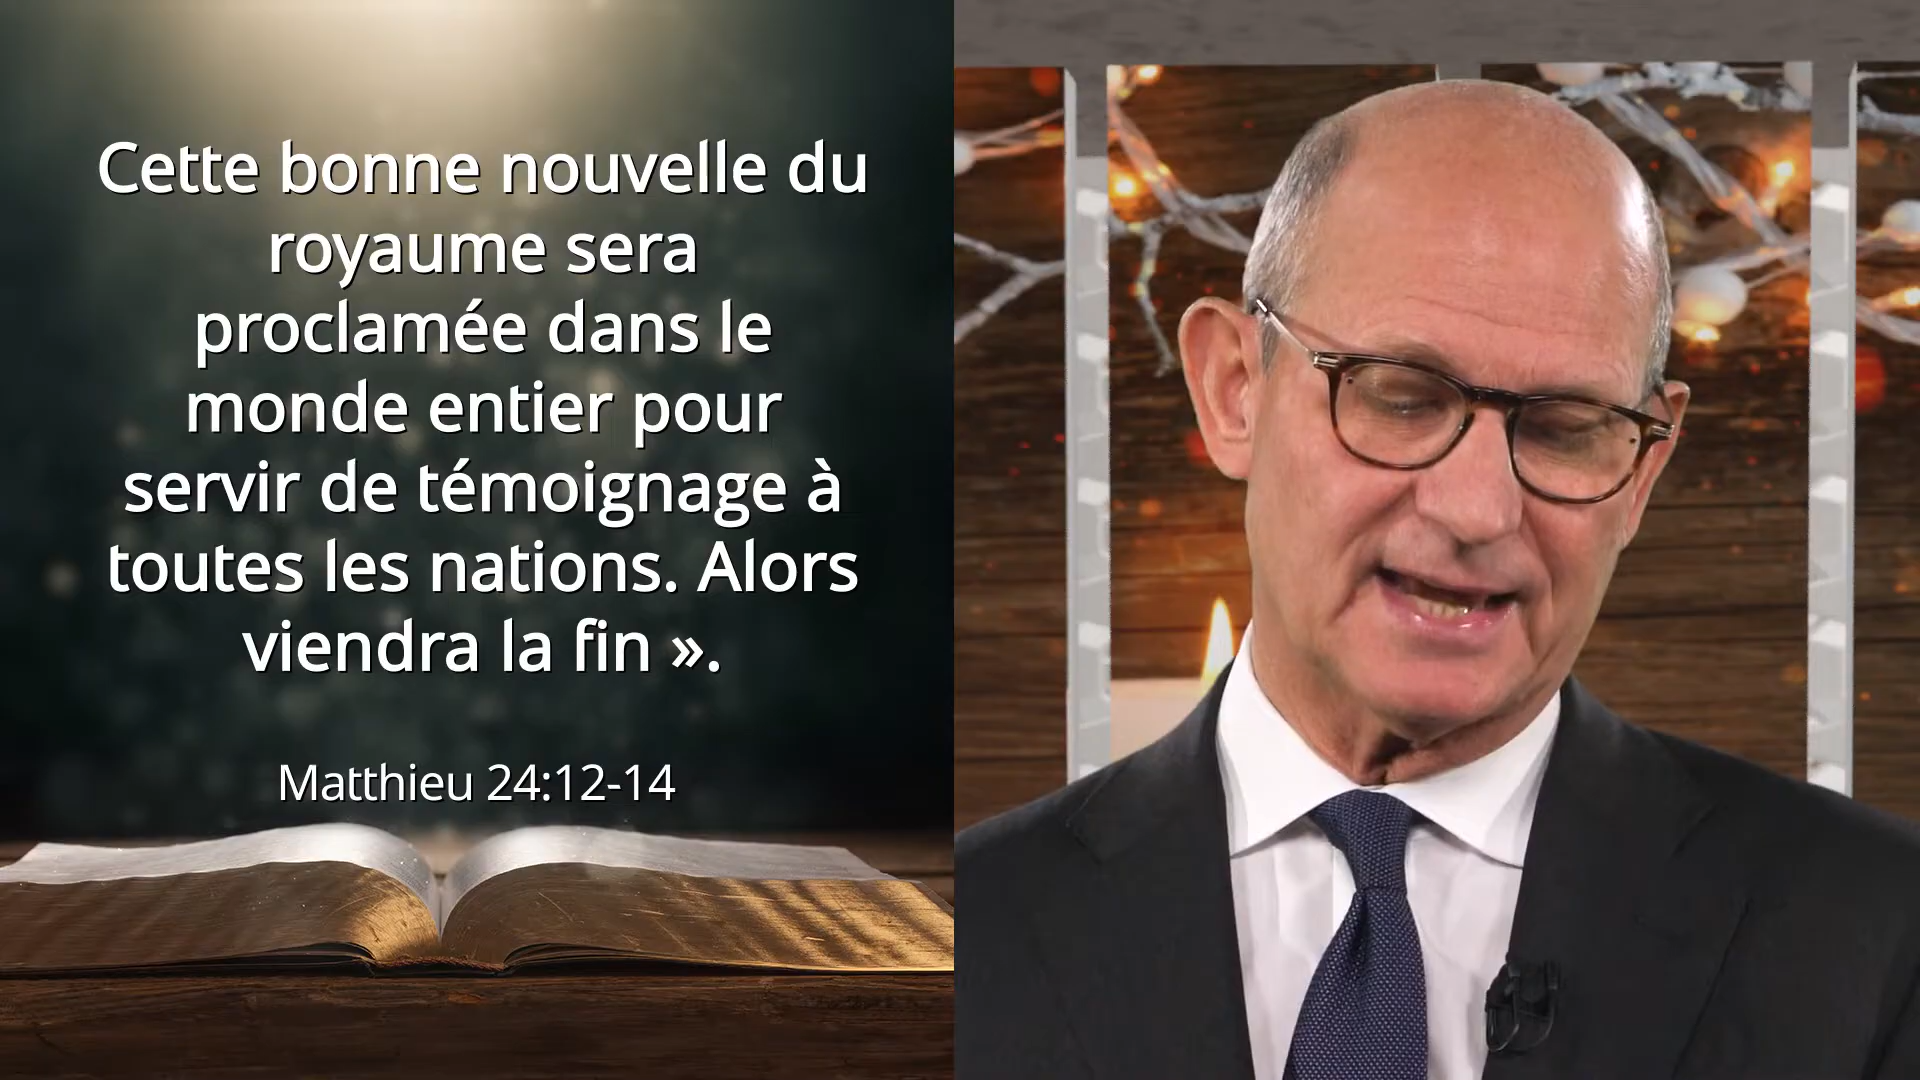 Cette bonne nouvelle du
royaume sera
proclamée dans le
monde entier pour
servir de témoignage à
toutes les nations. Alors
viendra la fin ».
Matthieu 24:12-14